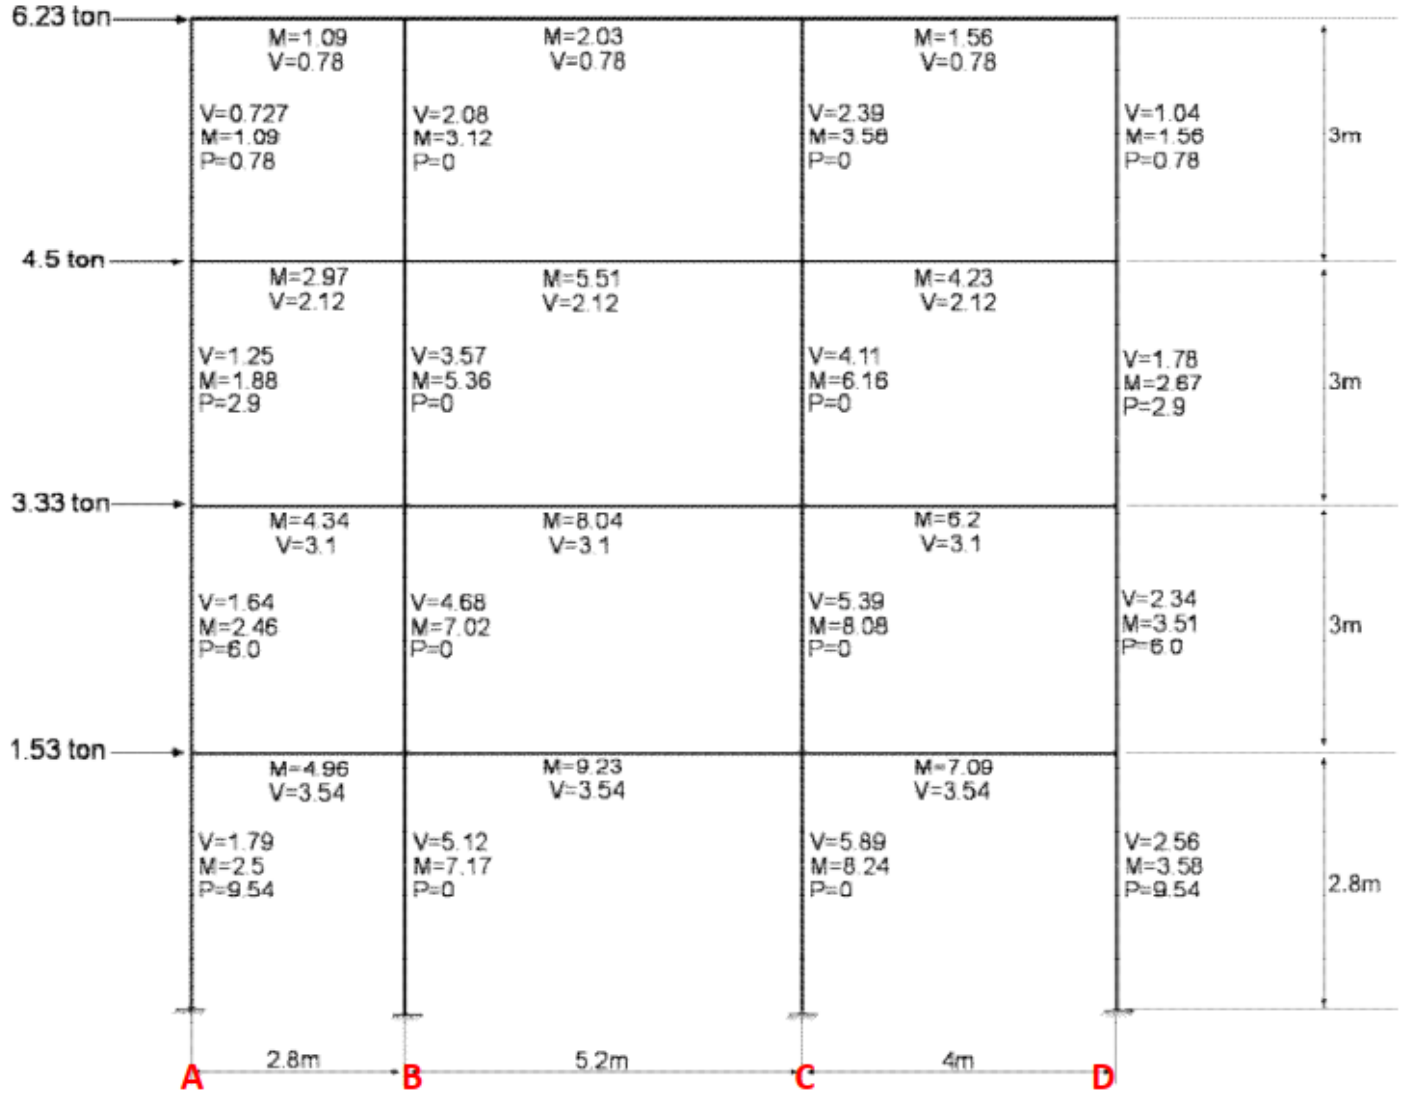 6.23 ton
M=1.09
V=0.78
M=2.03
V=0.78
M=1.56
V=0.78
V=0.727
M=1.09
P=0.78
V=2.08
M=3.12
P=0
V=2.39
M=3.58
P=0
V=1.04
M=1.56
P=0.78
3m
4.5 ton
M=2.97
V=2.12
M=5.51
V=2.12
M=4.23
V=2.12
V=1.25
M=1.88
P=2.9
V=3.57
M=5.36
P=0
V=4.11
M=6.16
P=0
V=1.78
M=2.67
P=2.9
3m
3.33 ton
M=4.34
V=3.1
M=8.04
V=3.1
M=6.2
V=3.1
V=1.64
M=2.46
P=6.0
V=4.68
M=7.02
P=0
V=5.39
M=8.08
P=0
V=2.34
M=3.51
P=6.0
3m
1.53 ton
M=4.96
V=3.54
M=9.23
V=3.54
M=7.09
V=3.54
V=1.79
M=2.5
P=9.54
V=5.12
M=7.17
P=0
V=5.89
M=8.24
P=0
V=2.56
M=3.58
P=9.54
2.8m
2.8m
5.2m
4m
A
B
C
D